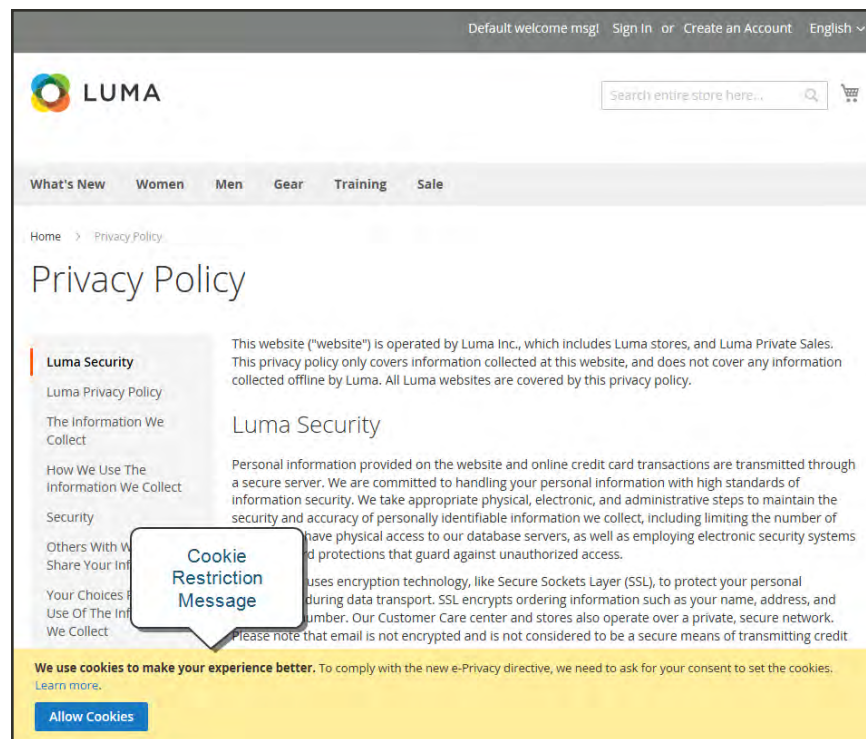 Default welcome msg! Sign In or Create an Account English
LUMA
Search entire store here...
What's New Women Men Gear Training Sale
Home > Privacy Policy
Privacy Policy
Luma Security
Luma Privacy Policy
The Information We
Collect
How We Use The
Information We Collect
Security
Others With W
Share Your Inf
Your Choices
Use Of The Inf
We Collect
This website ("website") is operated by Luma Inc., which includes Luma stores, and Luma Private Sales.
This privacy policy only covers information collected at this website, and does not cover any information
collected offline by Luma. All Luma websites are covered by this privacy policy.
Luma Security
Personal information provided on the website and online credit card transactions are transmitted through
a secure server. We are committed to handling your personal information with high standards of
information security. We take appropriate physical, electronic, and administrative steps to maintain the
security and accuracy of personally identifiable information we collect, including limiting the number of
have physical access to our database servers, as well as employing electronic security systems
protections that guard against unauthorized access.
uses encryption technology, like Secure Sockets Layer (SSL), to protect your personal
during data transport. SSL encrypts ordering information such as your name, address, and
umber. Our Customer Care center and stores also operate over a private, secure network.
Please note that email is not encrypted and is not considered to be a secure means of transmitting credit
Cookie
Restriction
Message
We use cookies to make your experience better. To comply with the new e-Privacy directive, we need to ask for your consent to set the cookies.
Learn more.
Allow Cookies